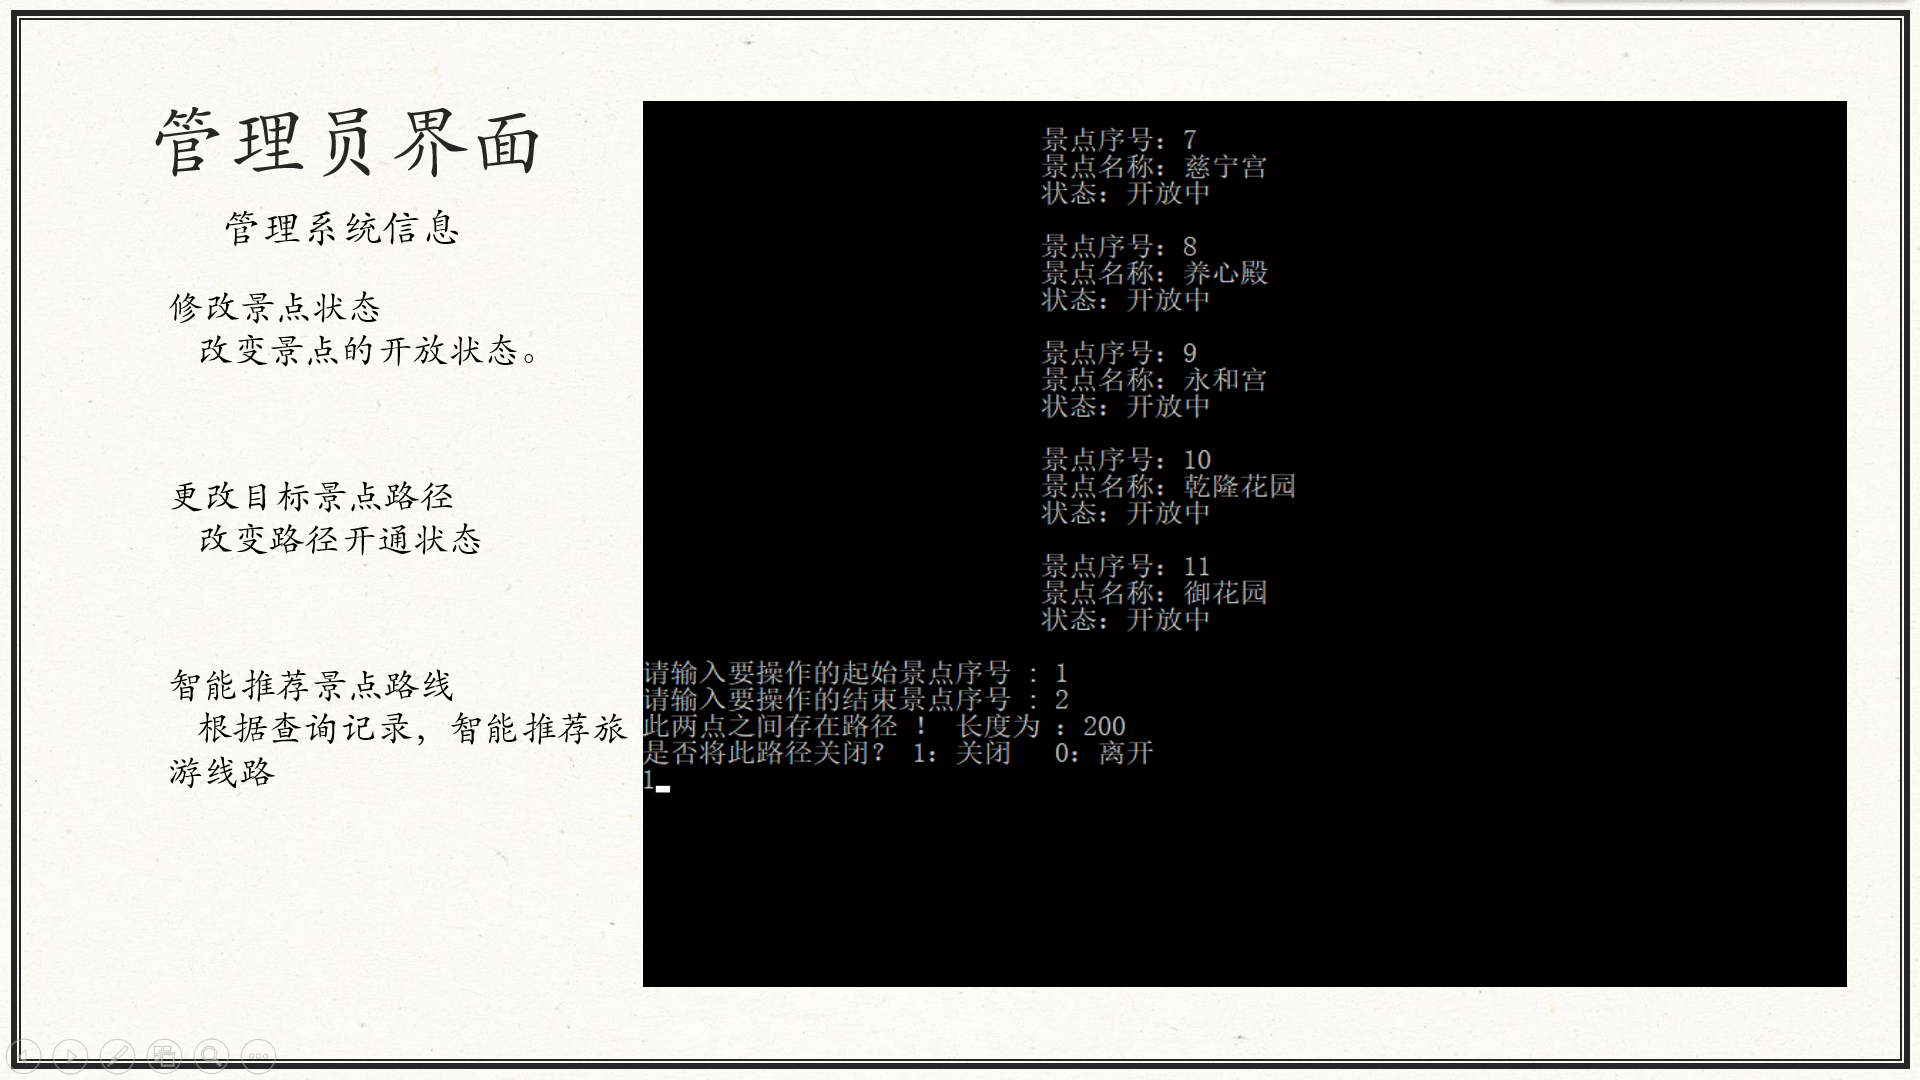 管理员界面
管理系统信息
修改景点状态
改变景点的开放状态。
更改目标景点路径
改变路径开通状态
智能推荐景点路线
根据查询记录，智能推荐旅
游线路
景点序号：7
景点名称：慈宁宫
状态：开放中
景点序号：8
景点名称：养心殿
状态：开放中
景点序号：9
景点名称：永和宫
状态：开放中
景点序号：10
景点名称：乾隆花园
状态：开放中
景点序号：11
景点名称：御花园
状态：开放中
请输入要操作的起始景点序号 : 1
请输入要操作的结束景点序号 : 2
此两点之间存在路径 ！ 长度为 ：200
是否将此路径关闭？ 1：关闭 0：离开
1